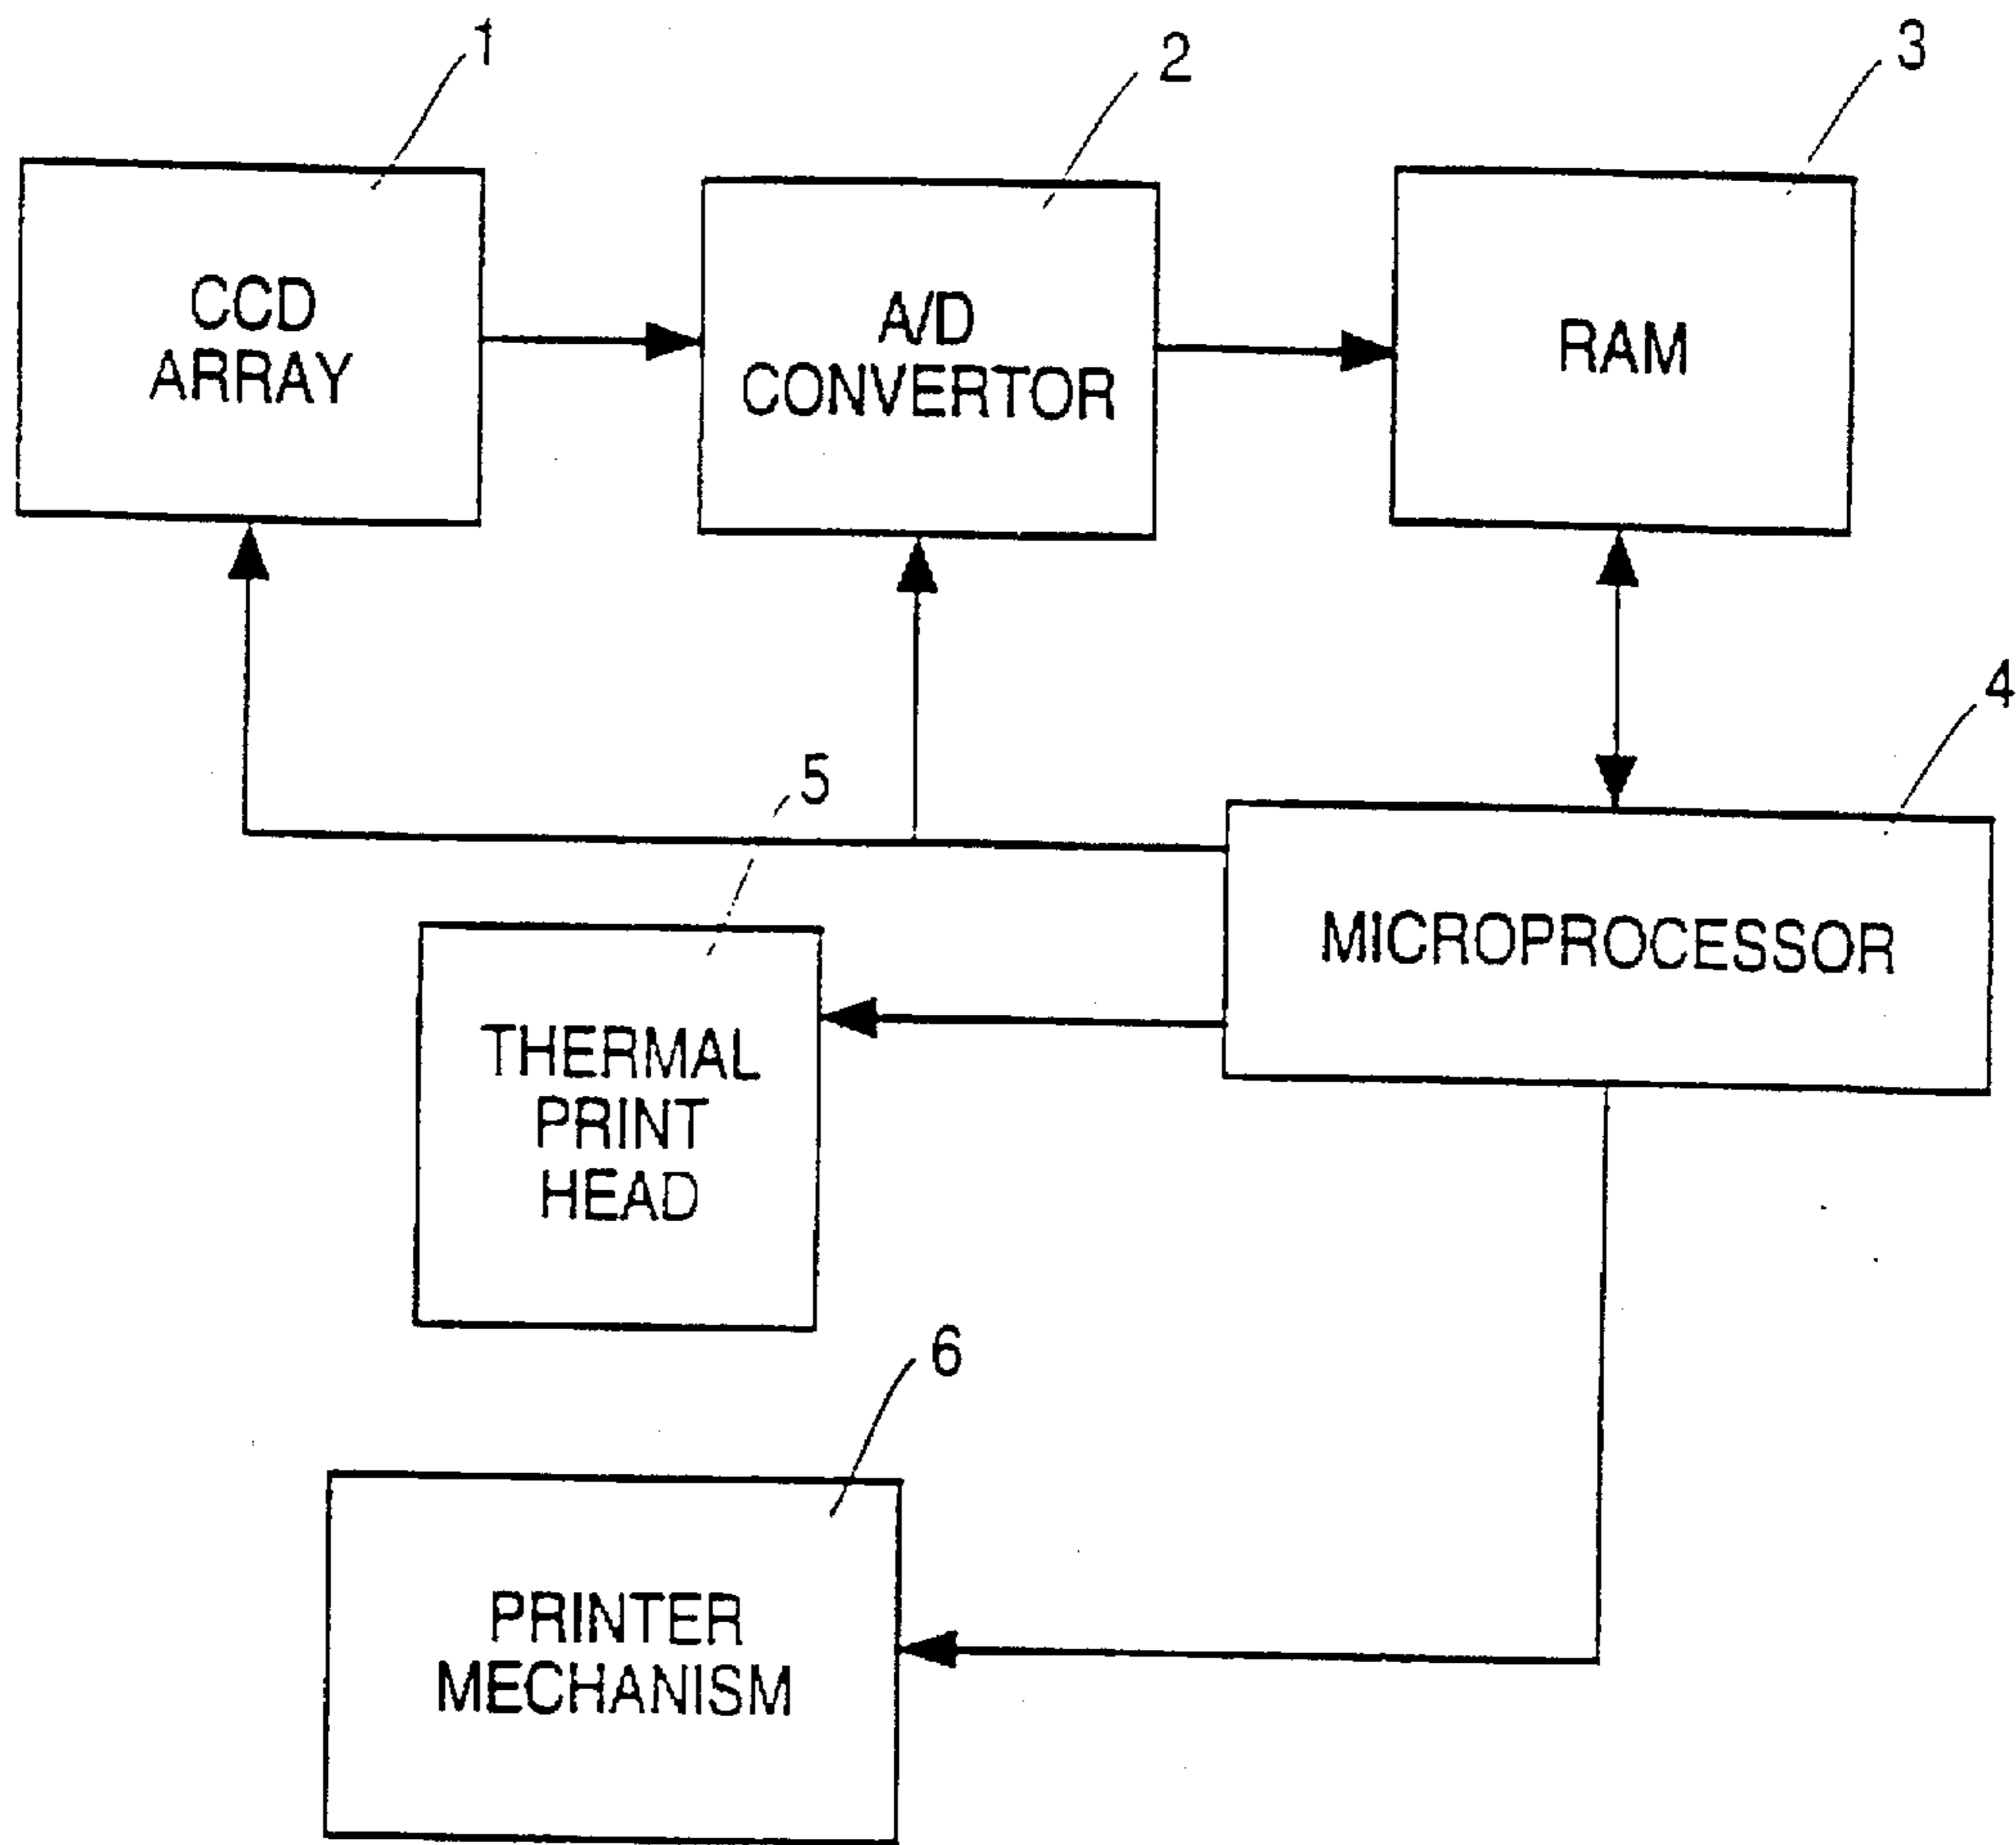 1
2
3
CCD
ARRAY
A/D
CONVERTOR
RAM
4
5
MICROPROCESSOR
THERMAL
PRINT
HEAD
6
PRINTER
MECHANISM